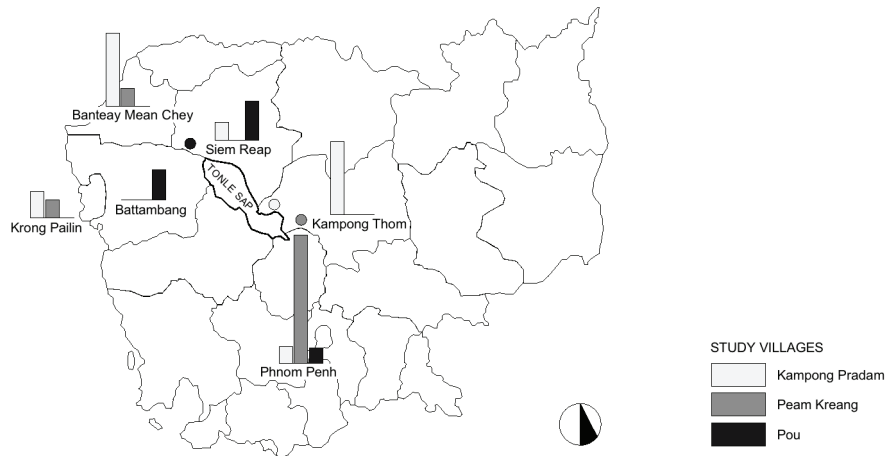 Banteay Mean Chey
Siem Reap
TONLE SAP
Krong Pailin
Battambang
Kampong Thom
Phnom Penh
STUDY VILLAGES
Kampong Pradam
Peam Kreang
Pou